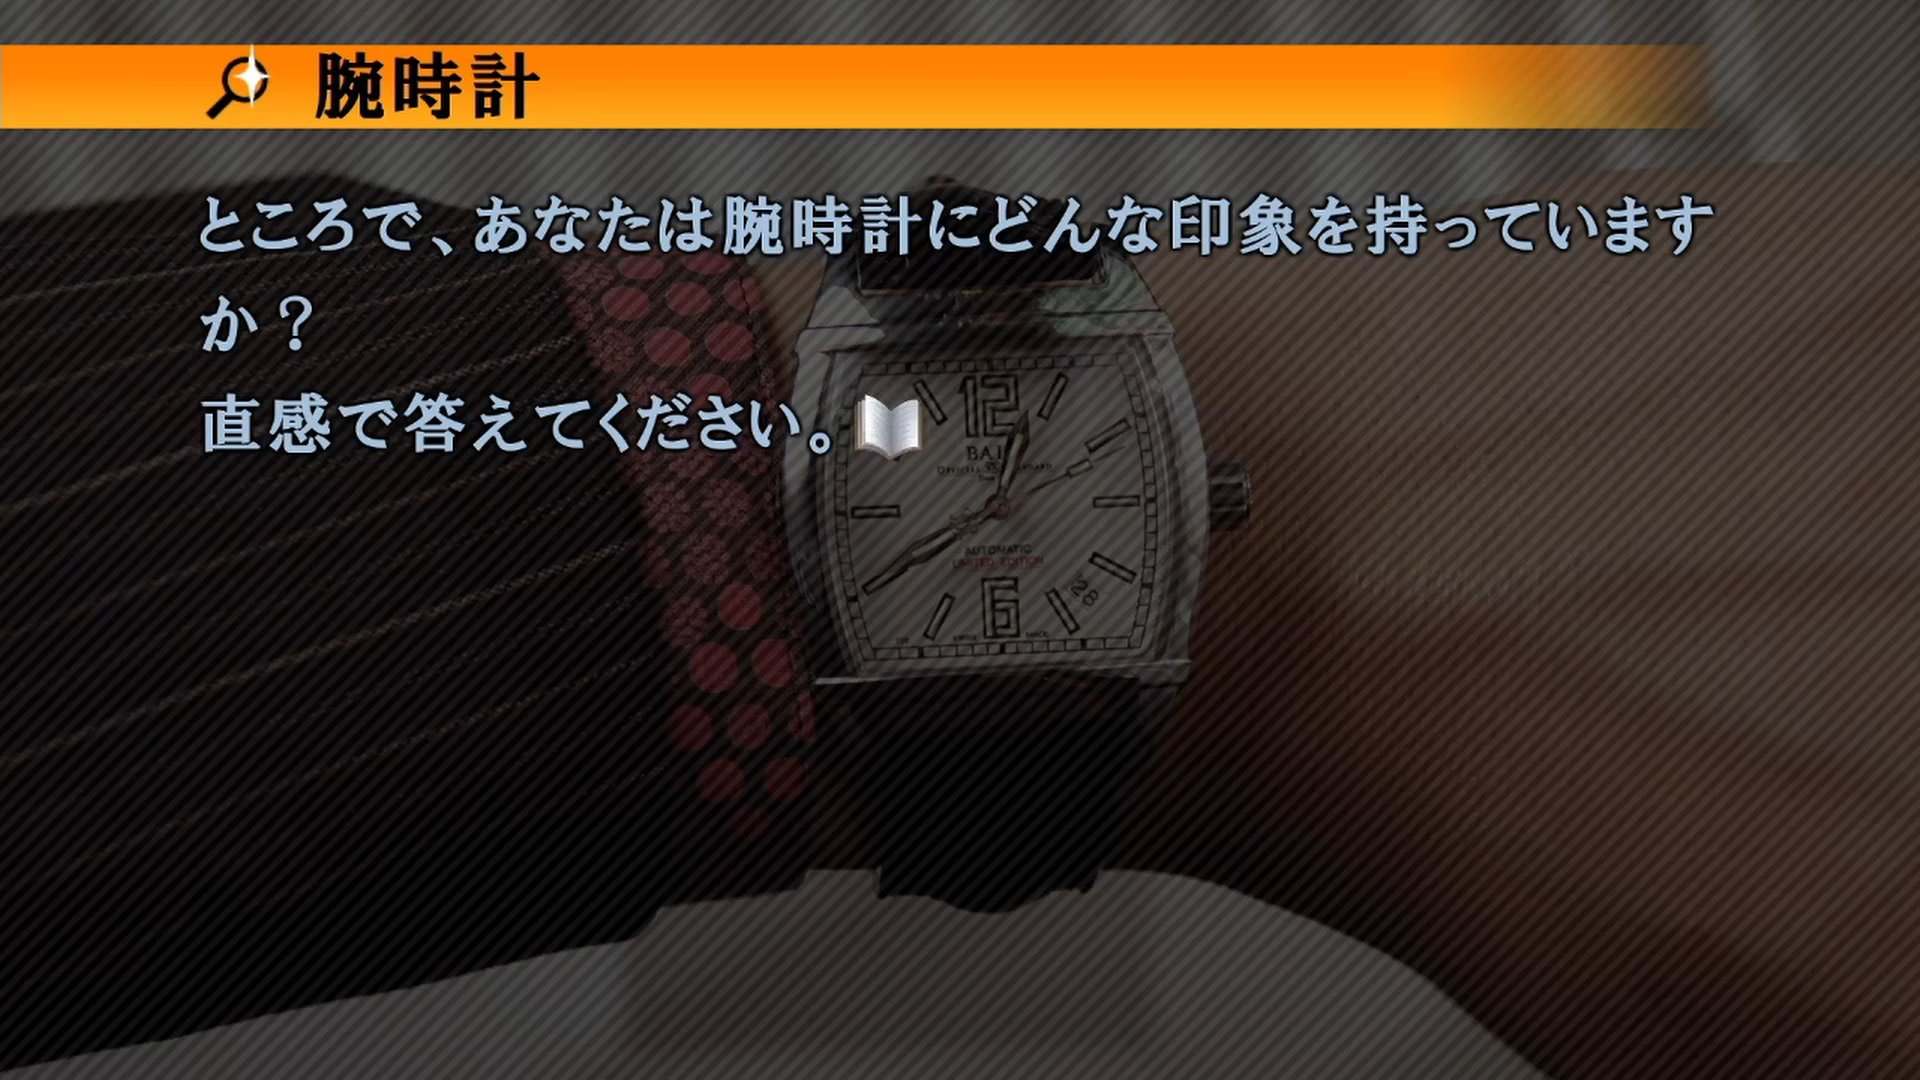 腕時計
ところで、あなたは腕時計にどんな印象を持っています
か？
直感で答えてください。
12
AUTOMATIC
LIMITED EDITION
28
6